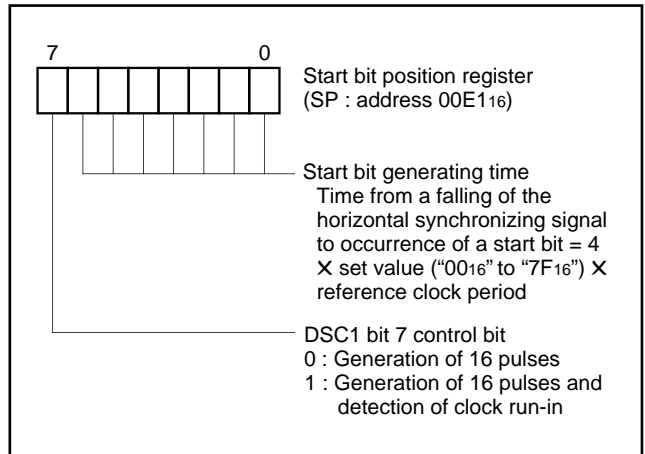 7 0
Start bit position register
(SP : address 00E116)
Start bit generating time
Time from a falling of the
horizontal synchronizing signal
to occurrence of a start bit = 4
✕ set value (“0016” to “7F16”) ✕
reference clock period
DSC1 bit 7 control bit
0 : Generation of 16 pulses
1 : Generation of 16 pulses and
detection of clock run-in